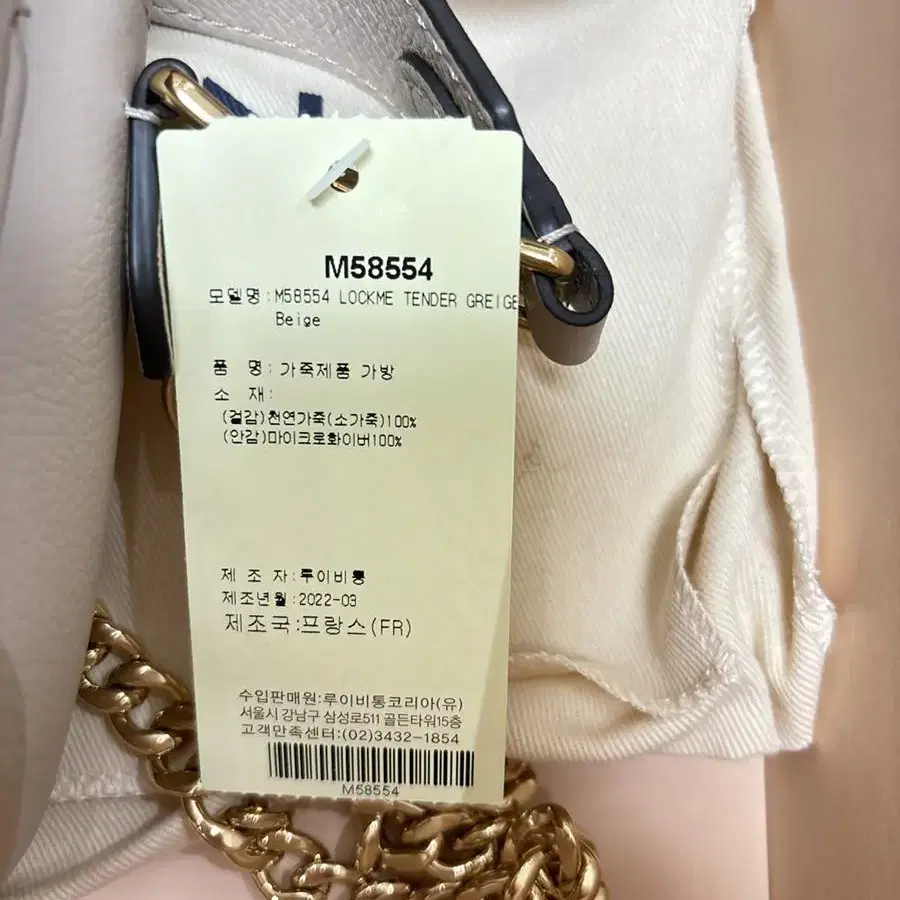 M58554
모델명:M58554 LOCKME TENDER GREIGE
Beige
품 명: 가죽제품 가방
소 재:
(겉감)천연가죽(소가죽)100%
(안감)마이크로화이버100%
제 조 자:루이비통
제조년월:2022-03
제조국:프랑스(FR)
수입판매원:루이비통코리아(유)
서울시 강남구 삼성로511 골든타워15층
고객만족센터:(02)3432-1854
M58554